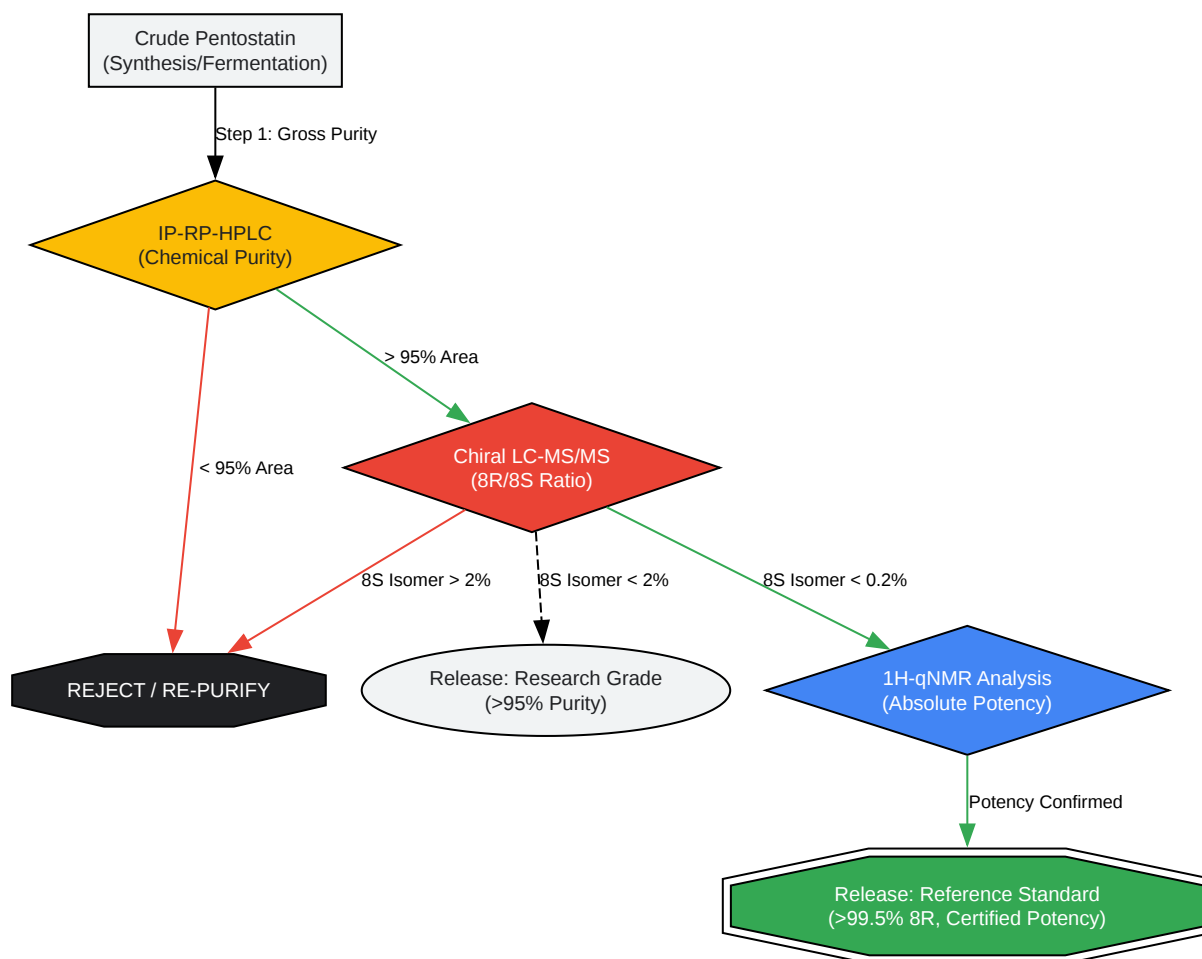 Crude Pentostatin
(Synthesis/Fermentation)
Step 1: Gross Purity
IP-RP-HPLC
(Chemical Purity)
> 95% Area
< 95% Area
Chiral LC-MS/MS
(8R/8S Ratio)
8S Isomer > 2%
8S Isomer < 2%
8S Isomer < 0.2%
REJECT / RE-PURIFY
Release: Research Grade
(>95% Purity)
1H-qNMR Analysis
(Absolute Potency)
Potency Confirmed
Release: Reference Standard
(>99.5% 8R, Certified Potency)